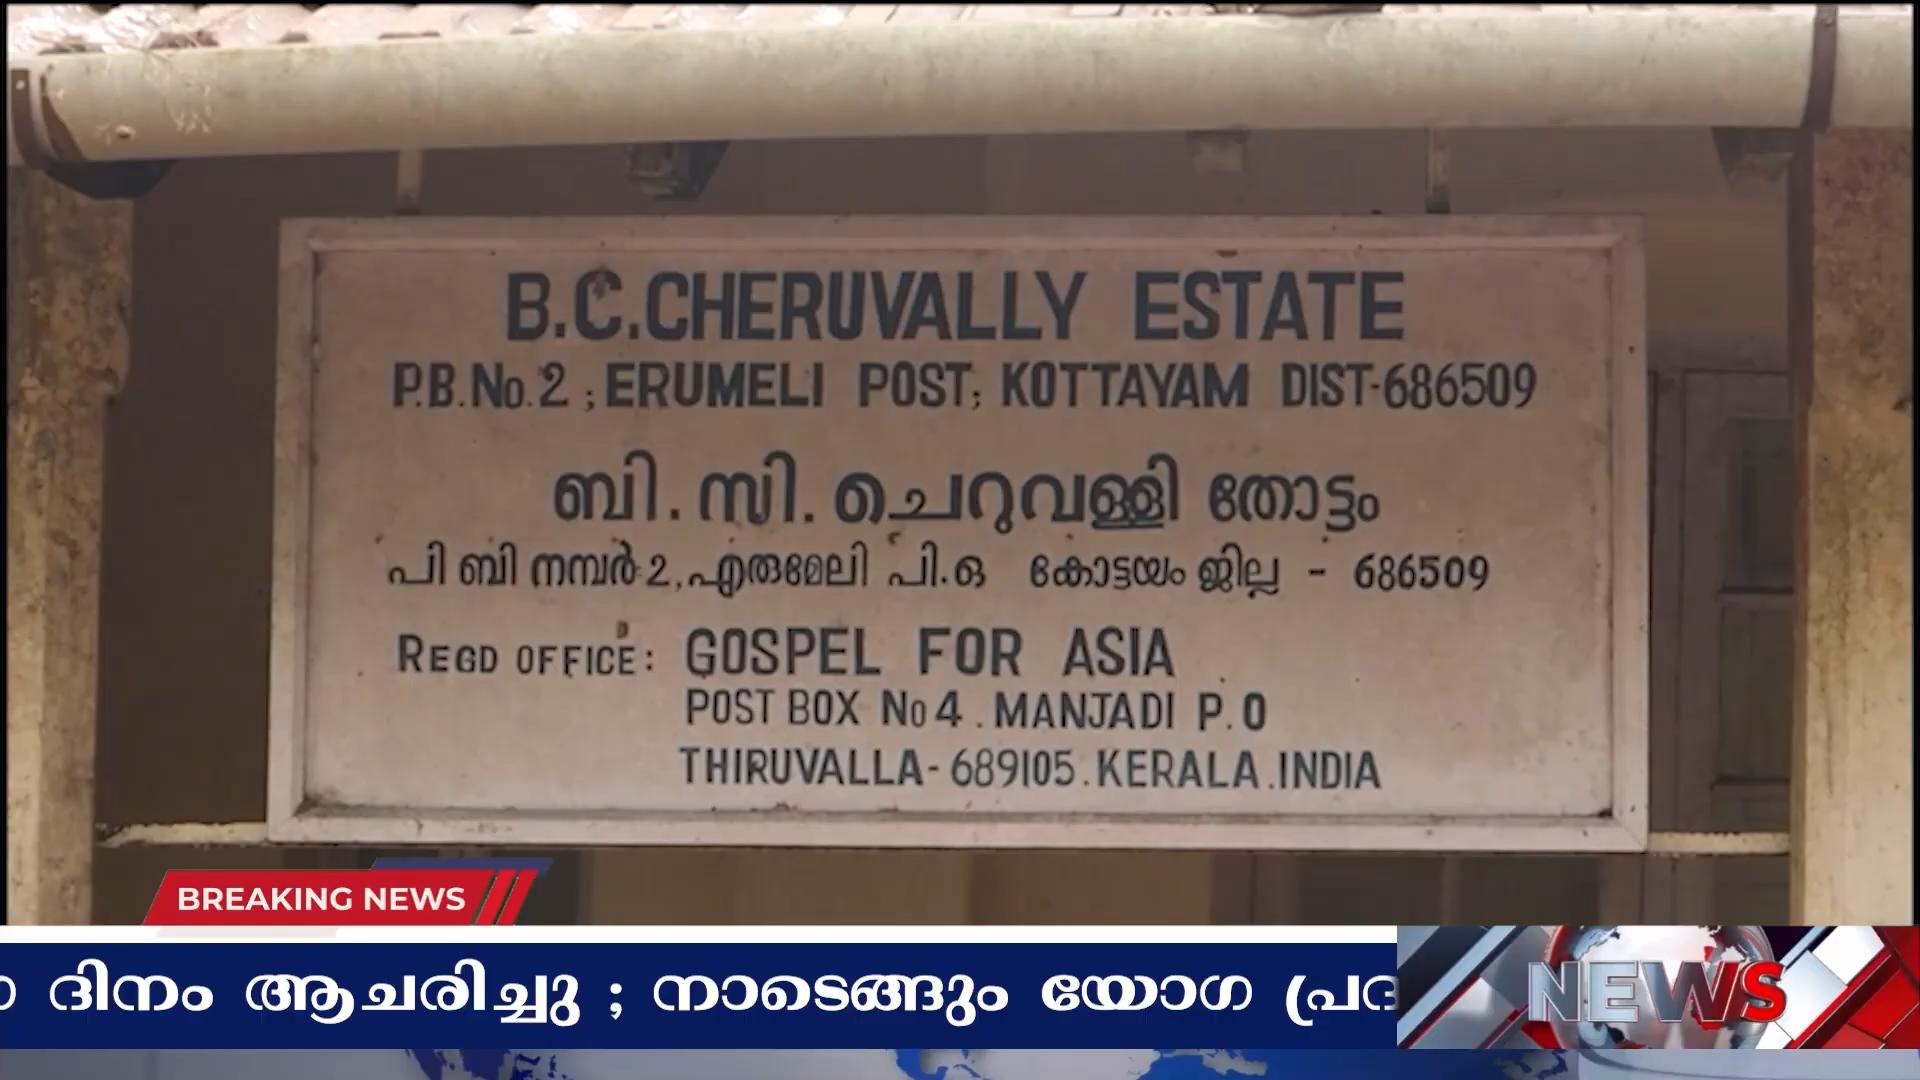 B.C.CHERUVALLY ESTATE
P.B.No.2 ; ERUMELI POST; KOTTAYAM DIST-686509
ബി.സി.ചെറുവള്ളി തോട്ടം
പി ബി നമ്പർ 2, എരുമേലി പി.ഒ കോട്ടയം ജില്ല - 686509
REGD OFFICE: GOSPEL FOR ASIA
POST BOX No 4 . MANJADI P.O
THIRUVALLA - 689105 . KERALA . INDIA
BREAKING NEWS
ദിനം ആചരിച്ചു ; നാടെങ്ങും യോഗ
NEWS